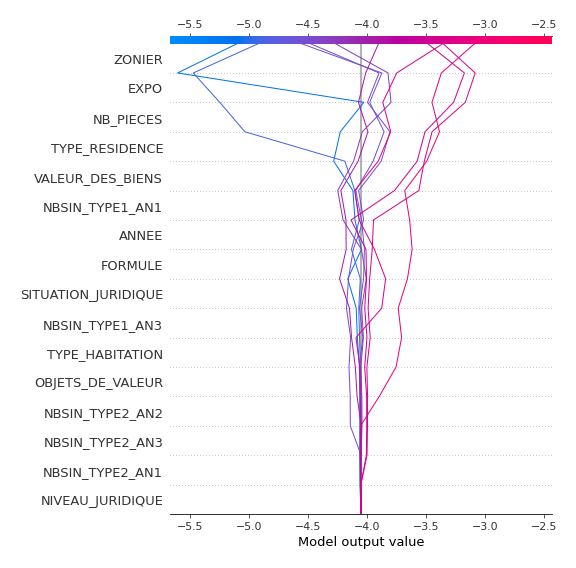 −5.5 −5.0 −4.5 −4.0 −3.5 −3.0 −2.5
ZONIER
EXPO
NB_PIECES
TYPE_RESIDENCE
VALEUR_DES_BIENS
NBSIN_TYPE1_AN1
ANNEE
FORMULE
SITUATION_JURIDIQUE
NBSIN_TYPE1_AN3
TYPE_HABITATION
OBJETS_DE_VALEUR
NBSIN_TYPE2_AN2
NBSIN_TYPE2_AN3
NBSIN_TYPE2_AN1
NIVEAU_JURIDIQUE
−5.5 −5.0 −4.5 −4.0 −3.5 −3.0 −2.5
Model output value